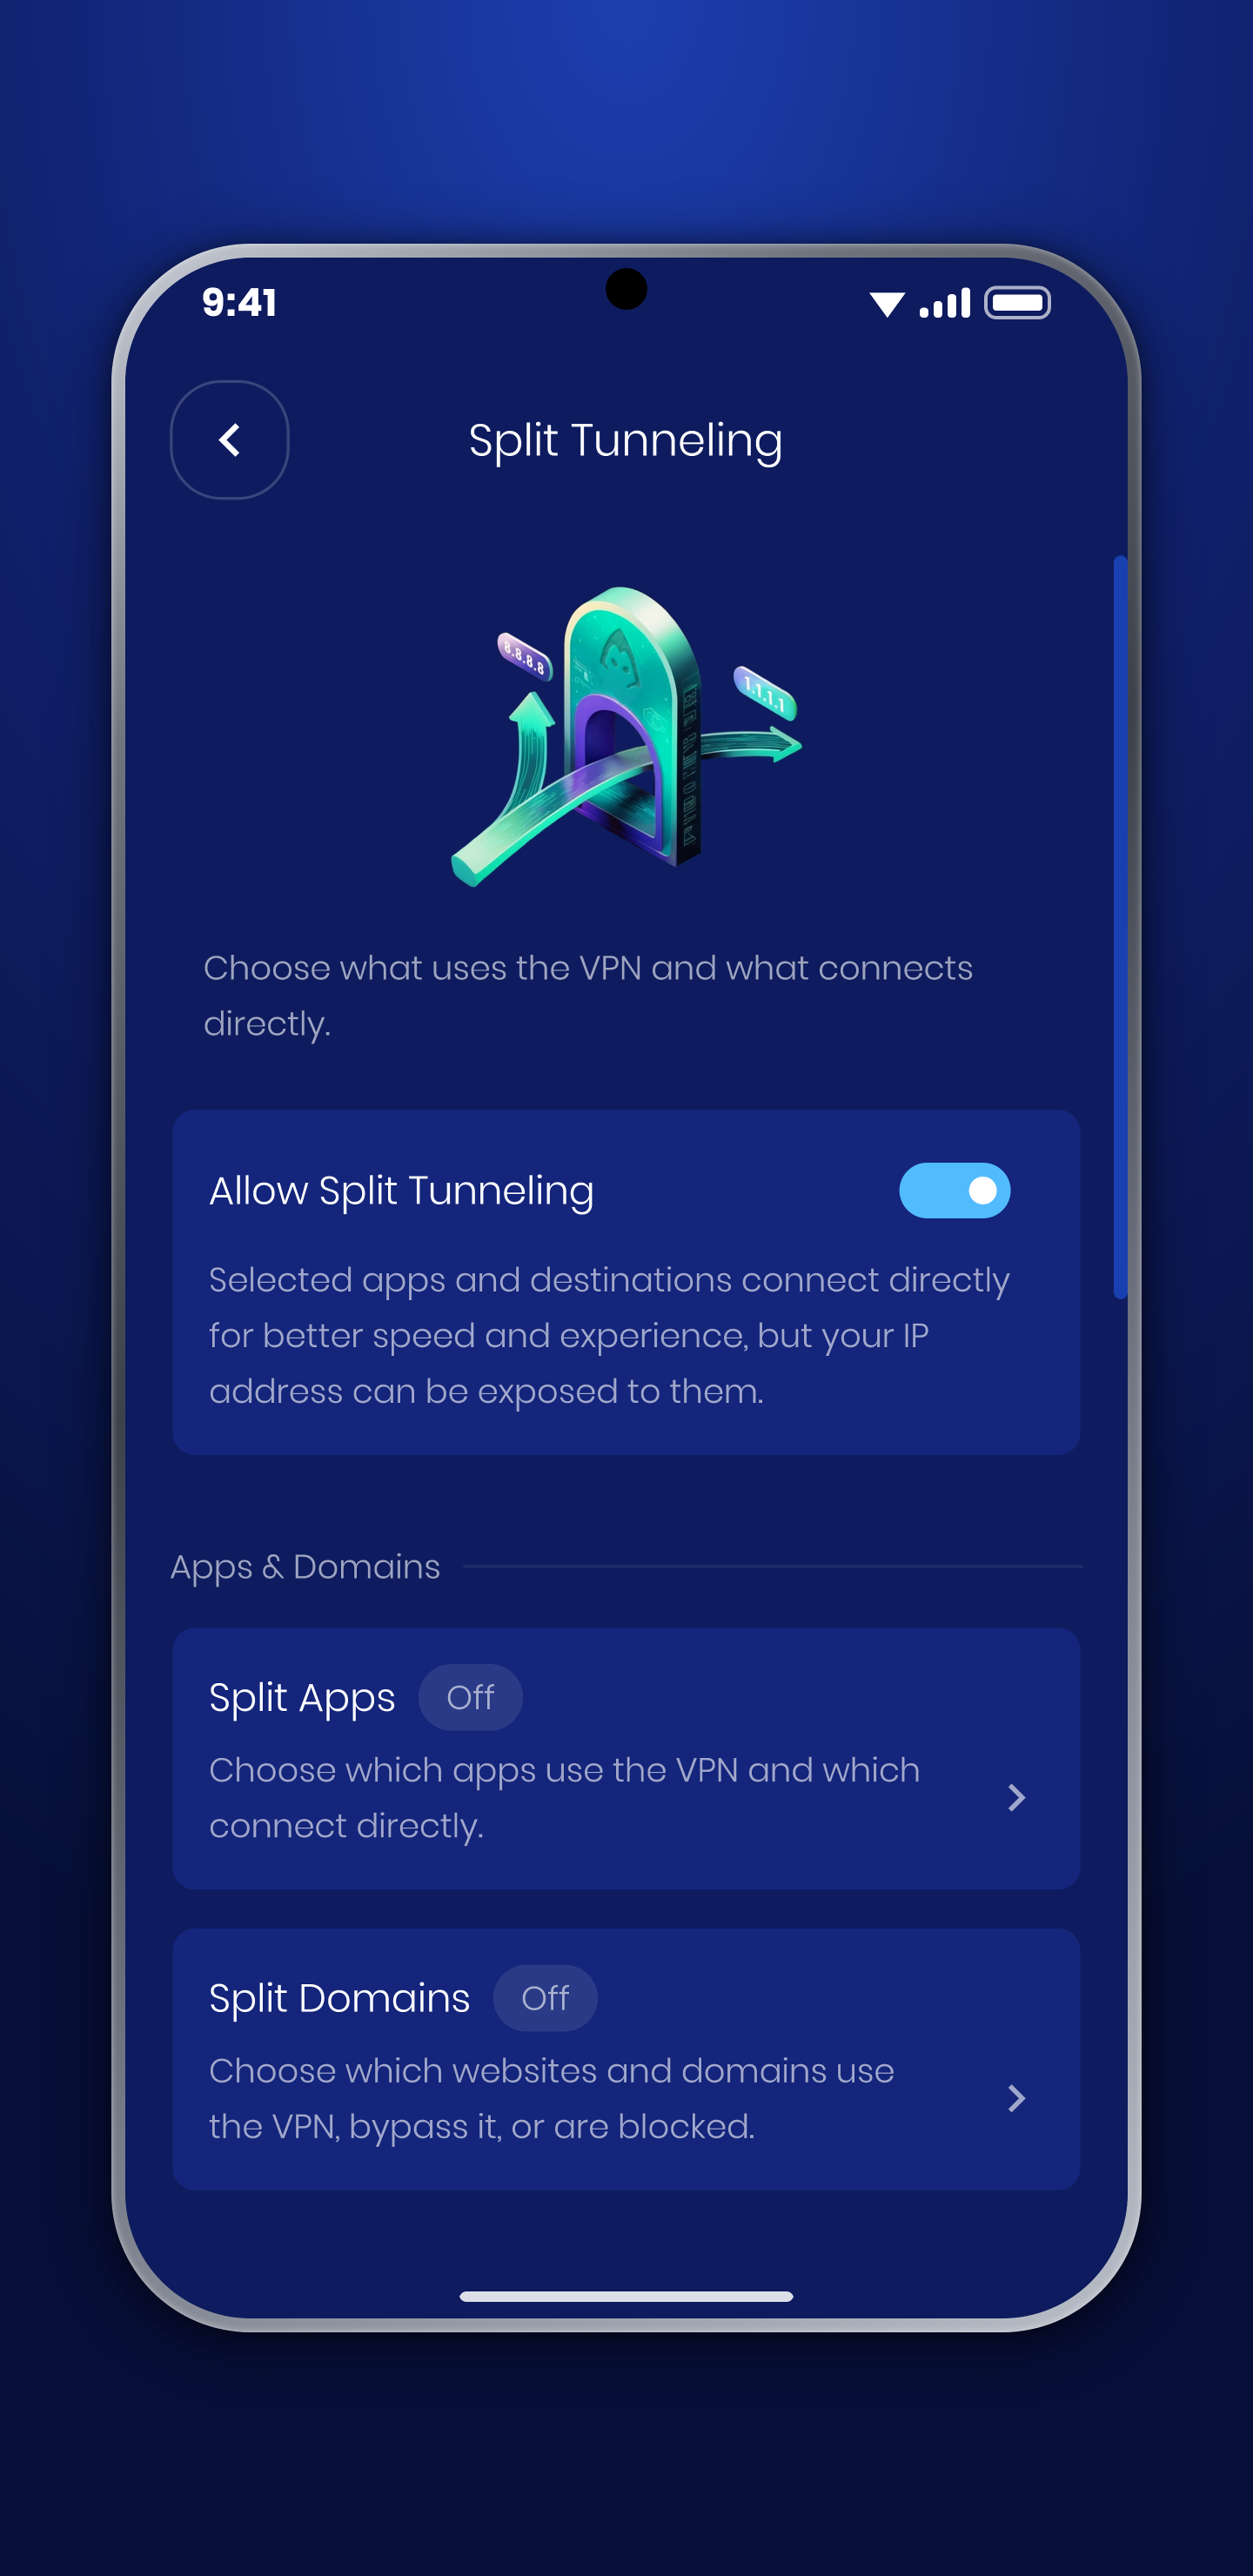 9:41
Split Tunneling
8.8.8.8
1.1.1.1
Choose what uses the VPN and what connects
directly.
Allow Split Tunneling
Selected apps and destinations connect directly
for better speed and experience, but your IP
address can be exposed to them.
Apps & Domains
Split Apps Off
Choose which apps use the VPN and which
connect directly.
Split Domains Off
Choose which websites and domains use
the VPN, bypass it, or are blocked.